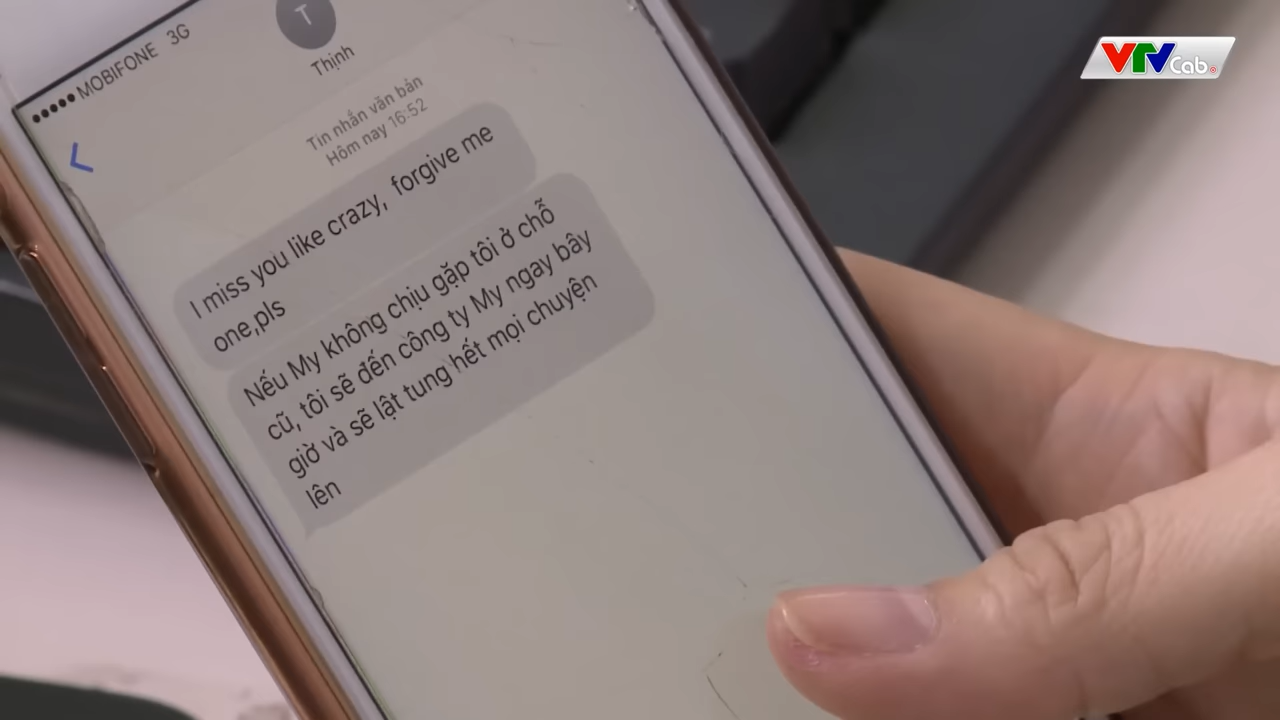 MOBIFONE 3G
T
Thịnh
Tin nhắn văn bản
Hôm nay 16:52
I miss you like crazy, forgive me
one,pls
Nếu My không chịu gặp tôi ở chỗ
cũ, tôi sẽ đến công ty My ngay bây
giờ và sẽ lật tung hết mọi chuyện
lên
VTVCab